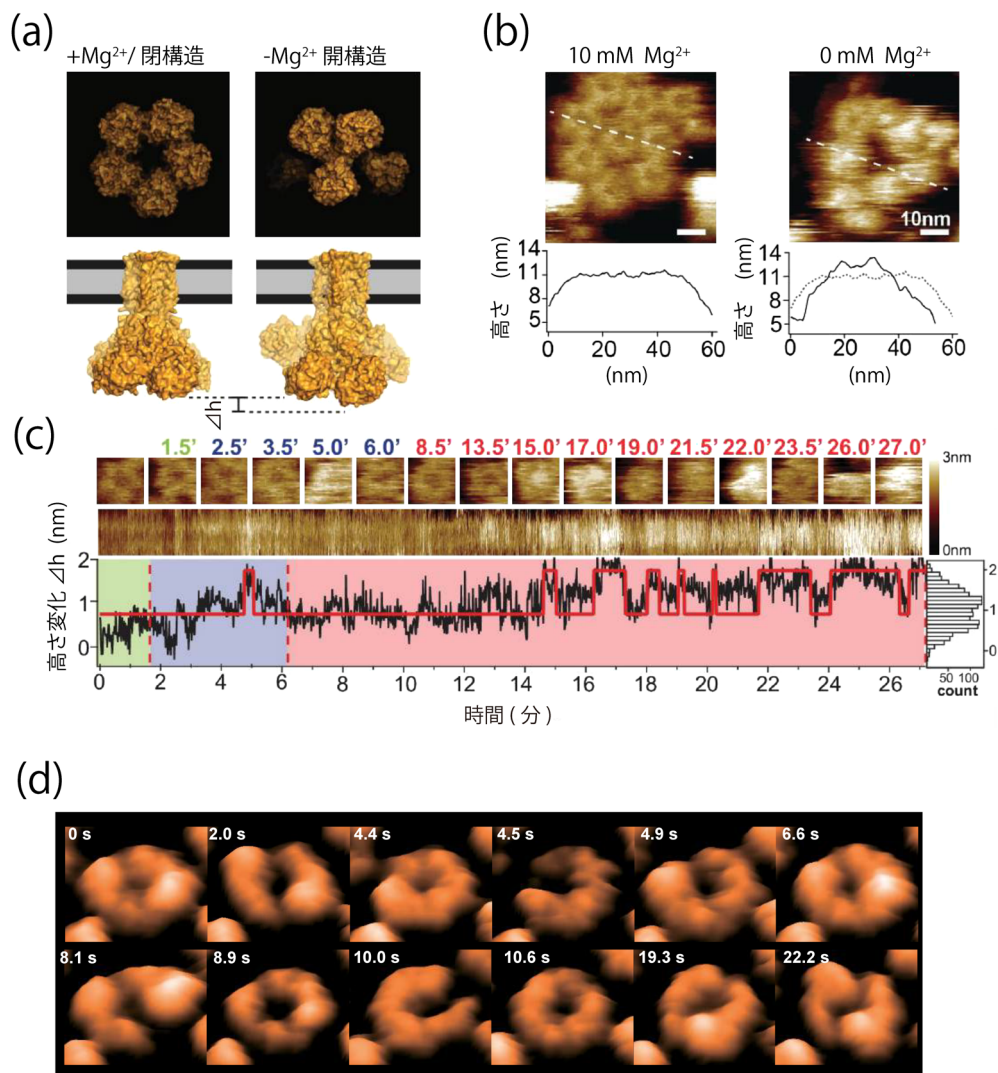 (a)
+Mg²⁺/ 閉構造
-Mg²⁺ 開構造
⊿h
(b)
10 mM Mg²⁺
0 mM Mg²⁺
10nm
高さ (nm)
14
11
8
5
0 20 40 60
(nm)
高さ (nm)
14
11
8
5
0 20 40 60
(nm)
(c)
1.5’ 2.5’ 3.5’ 5.0’ 6.0’ 8.5’ 13.5’ 15.0’ 17.0’ 19.0’ 21.5’ 22.0’ 23.5’ 26.0’ 27.0’
3nm
0nm
高さ変化 ⊿h (nm)
2
1
0
0 2 4 6 8 10 12 14 16 18 20 22 24 26
時間 ( 分 )
2
1
0
50 100
count
(d)
0 s 2.0 s 4.4 s 4.5 s 4.9 s 6.6 s
8.1 s 8.9 s 10.0 s 10.6 s 19.3 s 22.2 s